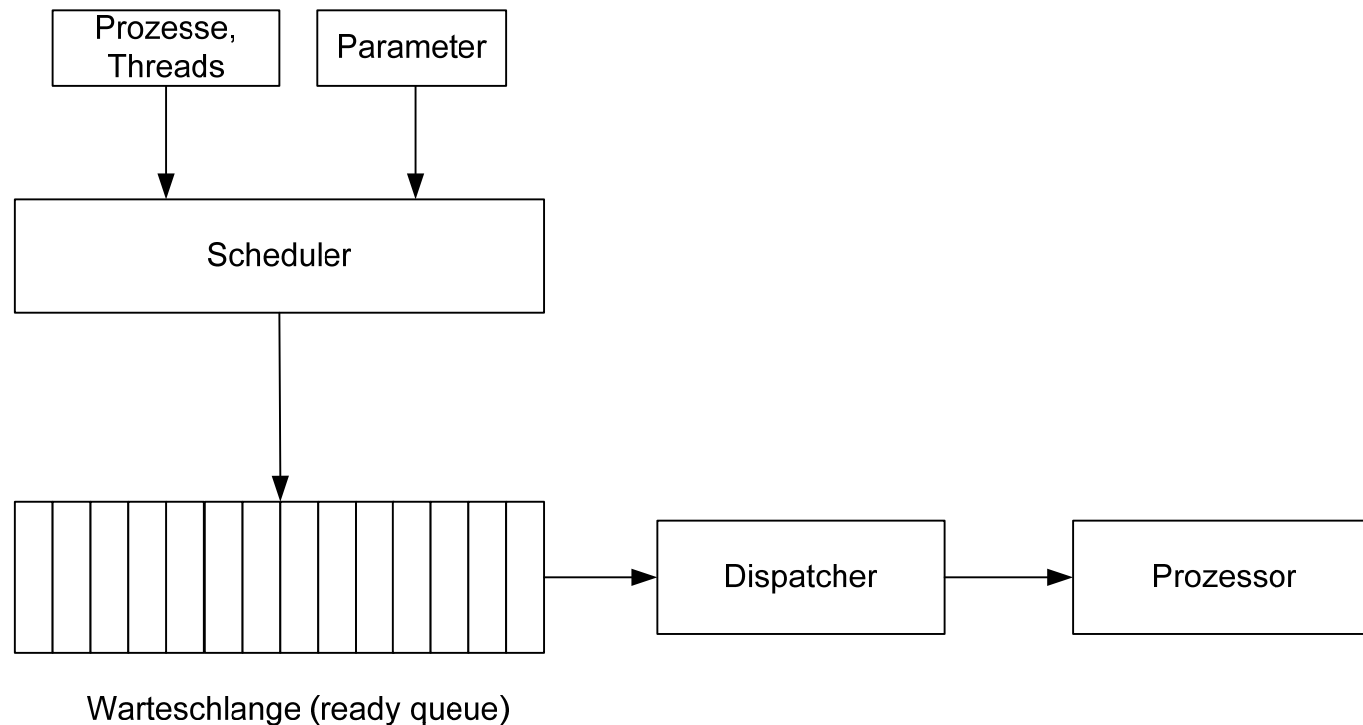 Prozesse,
Threads
Parameter
Scheduler
Dispatcher
Prozessor
Warteschlange (ready queue)